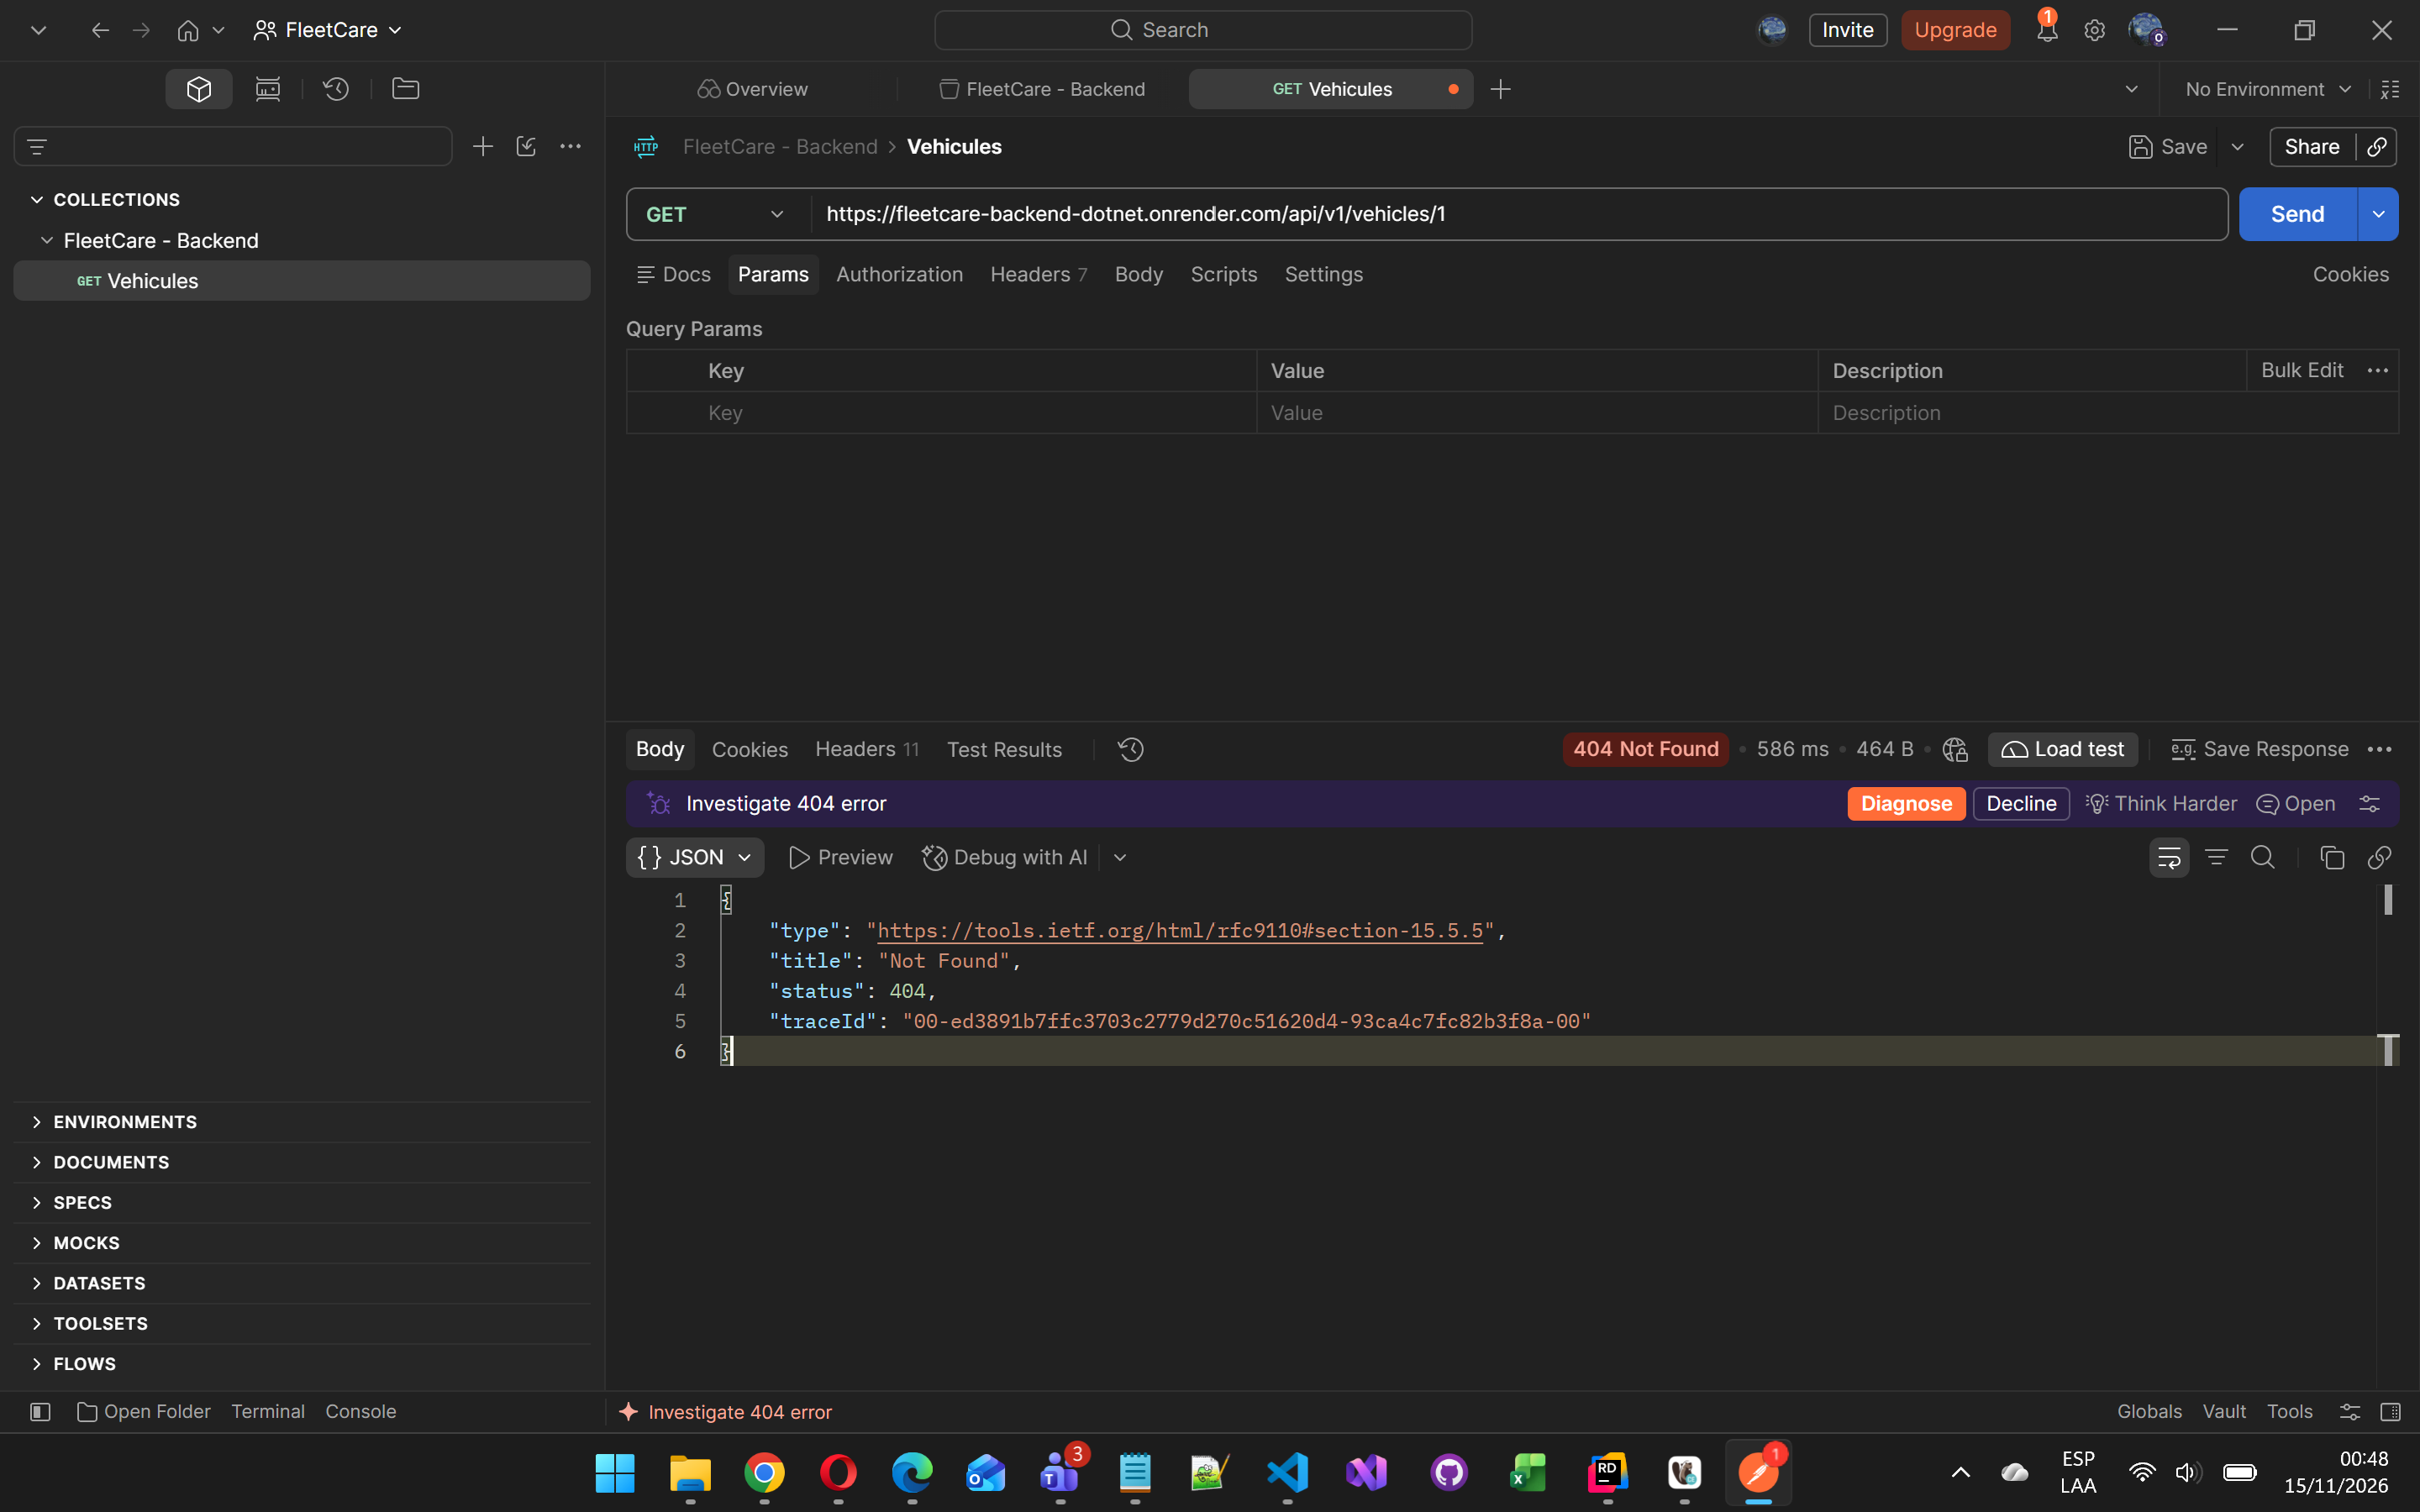 FleetCare
Search
Invite
Upgrade
1
Overview
FleetCare - Backend
GET Vehicules
No Environment
FleetCare - Backend > Vehicules
Save
Share
COLLECTIONS
FleetCare - Backend
GET Vehicules
HTTP
GET
https://fleetcare-backend-dotnet.onrender.com/api/v1/vehicles/1
Send
Docs
Params
Authorization
Headers 7
Body
Scripts
Settings
Cookies
Query Params
Key
Value
Description
Bulk Edit
Key
Value
Description
Body
Cookies
Headers 11
Test Results
404 Not Found
586 ms
464 B
Load test
e.g. Save Response
Investigate 404 error
Diagnose
Decline
Think Harder
Open
{} JSON
Preview
Debug with AI
1 {
2 "type": "https://tools.ietf.org/html/rfc9110#section-15.5.5",
3 "title": "Not Found",
4 "status": 404,
5 "traceId": "00-ed3891b7ffc3703c2779d270c51620d4-93ca4c7fc82b3f8a-00"
6 }
ENVIRONMENTS
DOCUMENTS
SPECS
MOCKS
DATASETS
TOOLSETS
FLOWS
Open Folder
Terminal
Console
Investigate 404 error
Globals
Vault
Tools
3
RD
1
ESP
LAA
00:48
15/11/2026